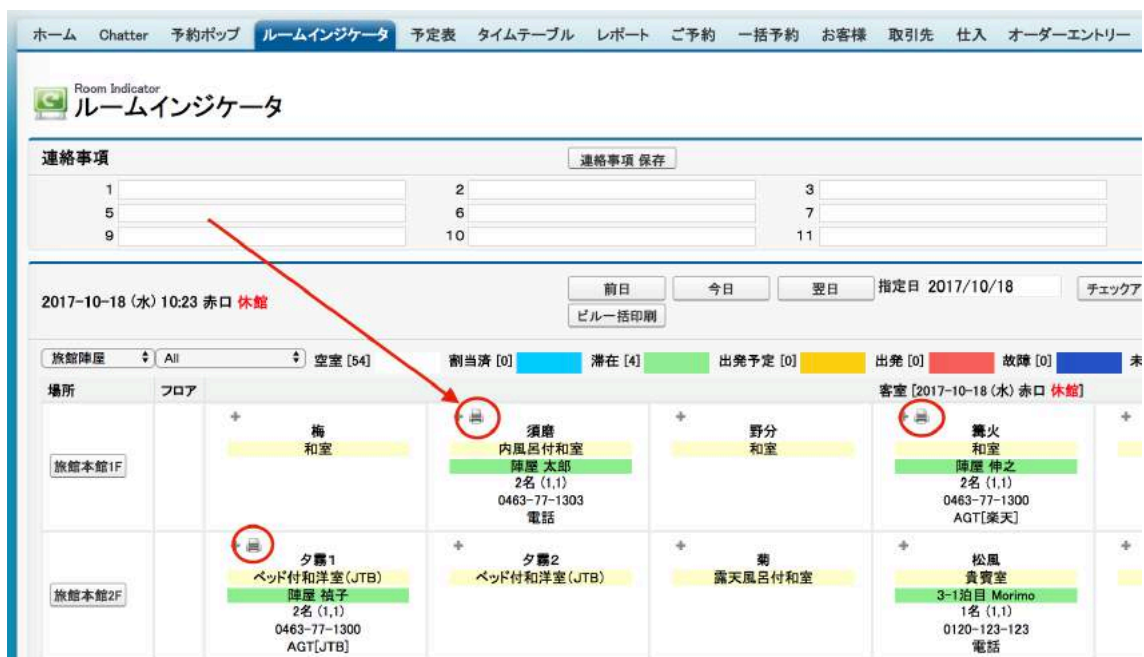 ホーム Chatter 予約ポップ ルームインジケータ 予定表 タイムテーブル レポート ご予約 一括予約 お客様 取引先 仕入 オーダーエントリー
Room Indicator
ルームインジケータ
連絡事項 連絡事項 保存
1 2 3
5 6 7
9 10 11
2017-10-18 (水) 10:23 赤口 休館 前日 今日 翌日 指定日 2017/10/18 チェックア
ビル一括印刷
旅館陣屋 All 空室 [54] 割当済 [0] 滞在 [4] 出発予定 [0] 出発 [0] 故障 [0] 未
場所 フロア 客室 [2017-10-18 (水) 赤口 休館]
梅 須磨 野分 篝火
和室 内風呂付和室 和室 和室
旅館本館1F 陣屋 太郎 陣屋 伸之
2名 (1,1) 2名 (1,1)
0463-77-1303 0463-77-1300
電話 AGT[楽天]
夕霧1 夕霧2 菊 松風
ベッド付和洋室(JTB) ベッド付和洋室(JTB) 露天風呂付和室 貴賓室
旅館本館2F 陣屋 禎子 3-1泊目 Morimo
2名 (1,1) 1名 (1,1)
0463-77-1300 0120-123-123
AGT[JTB] 電話